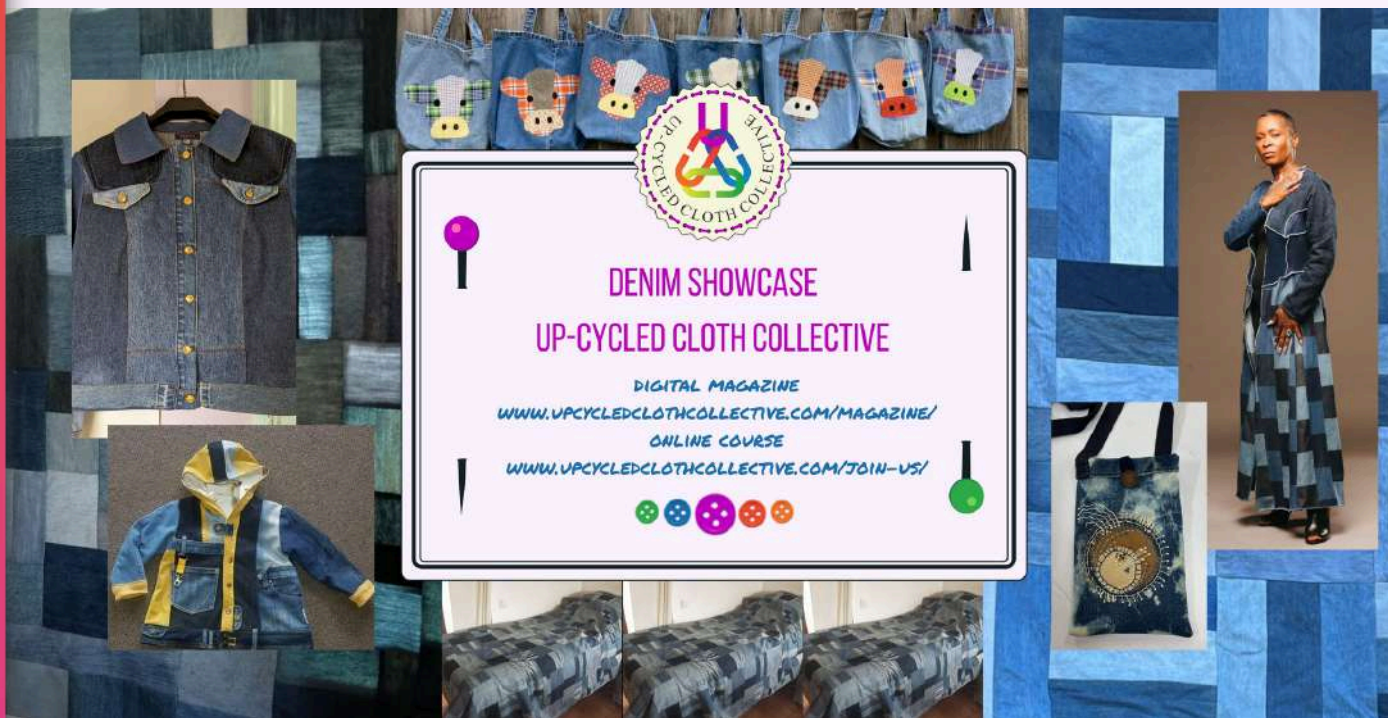 UP-CYCLED CLOTH COLLECTIVE
DENIM SHOWCASE
UP-CYCLED CLOTH COLLECTIVE
DIGITAL MAGAZINE
WWW.UPCYCLEDCLOTHCOLLECTIVE.COM/MAGAZINE/
ONLINE COURSE
WWW.UPCYCLEDCLOTHCOLLECTIVE.COM/JOIN-US/